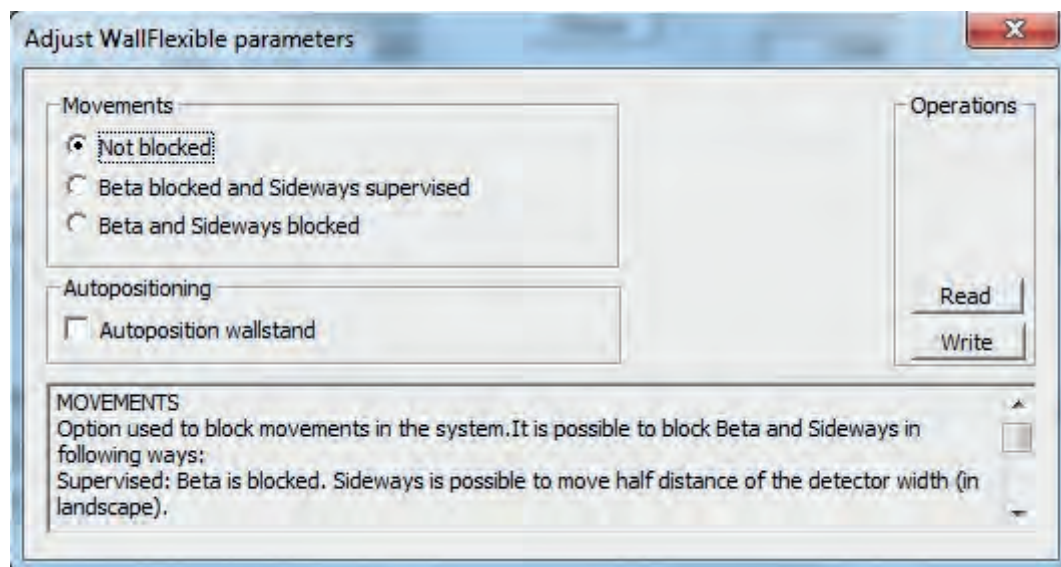 Adjust WallFlexible parameters
Movements
Not blocked
Beta blocked and Sideways supervised
Beta and Sideways blocked
Autopositioning
Autoposition wallstand
Operations
Read
Write
MOVEMENTS
Option used to block movements in the system.It is possible to block Beta and Sideways in
following ways:
Supervised: Beta is blocked. Sideways is possible to move half distance of the detector width (in
landscape).